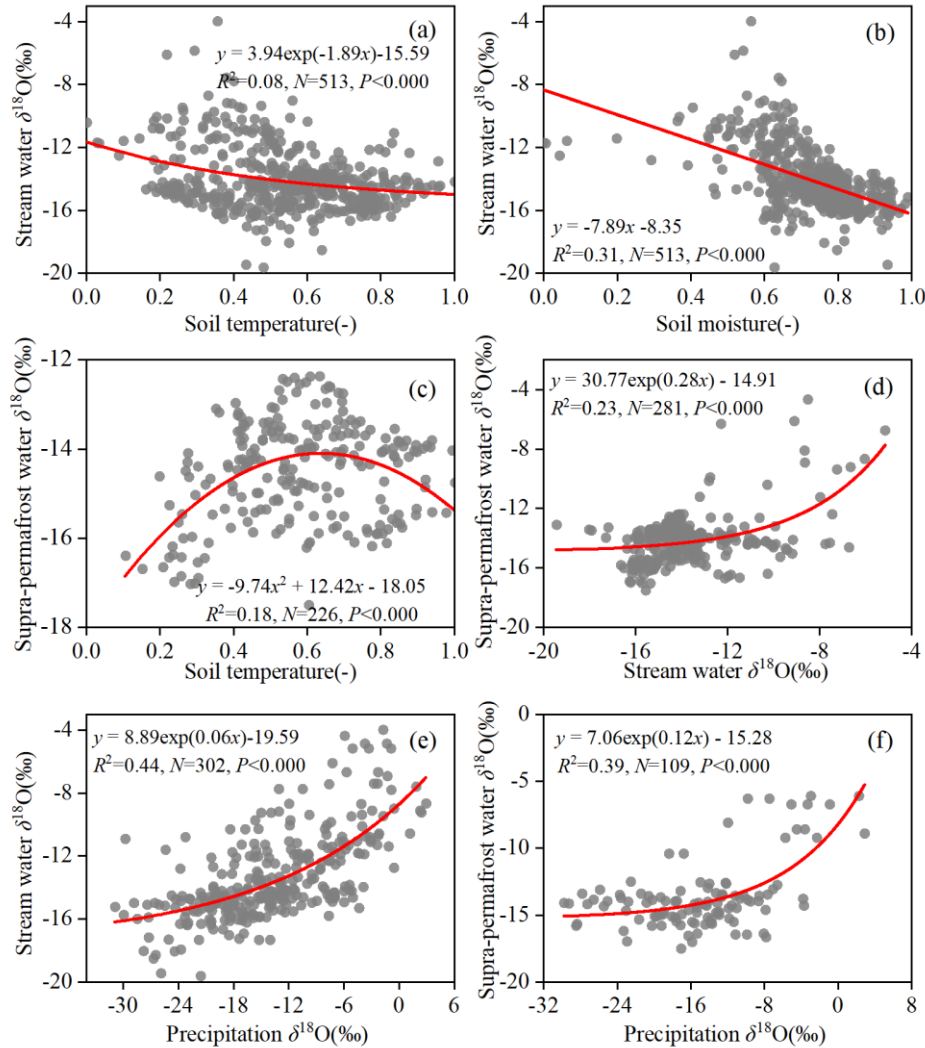 (a)
y = 3.94exp(-1.89x)-15.59
R²=0.08, N=513, P<0.000
Stream water δ¹⁸O(‰)
-4
-8
-12
-16
-20
0.0 0.2 0.4 0.6 0.8 1.0
Soil temperature(-)
(b)
y = -7.89x -8.35
R²=0.31, N=513, P<0.000
Stream water δ¹⁸O(‰)
-4
-8
-12
-16
-20
0.0 0.2 0.4 0.6 0.8 1.0
Soil moisture(-)
(c)
y = -9.74x² + 12.42x - 18.05
R²=0.18, N=226, P<0.000
Supra-permafrost water δ¹⁸O(‰)
-12
-14
-16
-18
0.0 0.2 0.4 0.6 0.8 1.0
Soil temperature(-)
(d)
y = 30.77exp(0.28x) - 14.91
R²=0.23, N=281, P<0.000
Supra-permafrost water δ¹⁸O(‰)
-4
-8
-12
-16
-20
-20 -16 -12 -8 -4
Stream water δ¹⁸O(‰)
(e)
y = 8.89exp(0.06x)-19.59
R²=0.44, N=302, P<0.000
Stream water δ¹⁸O(‰)
-4
-8
-12
-16
-20
-30 -24 -18 -12 -6 0 6
Precipitation δ¹⁸O(‰)
(f)
y = 7.06exp(0.12x) - 15.28
R²=0.39, N=109, P<0.000
Supra-permafrost water δ¹⁸O(‰)
0
-5
-10
-15
-20
-32 -24 -16 -8 0 8
Precipitation δ¹⁸O(‰)